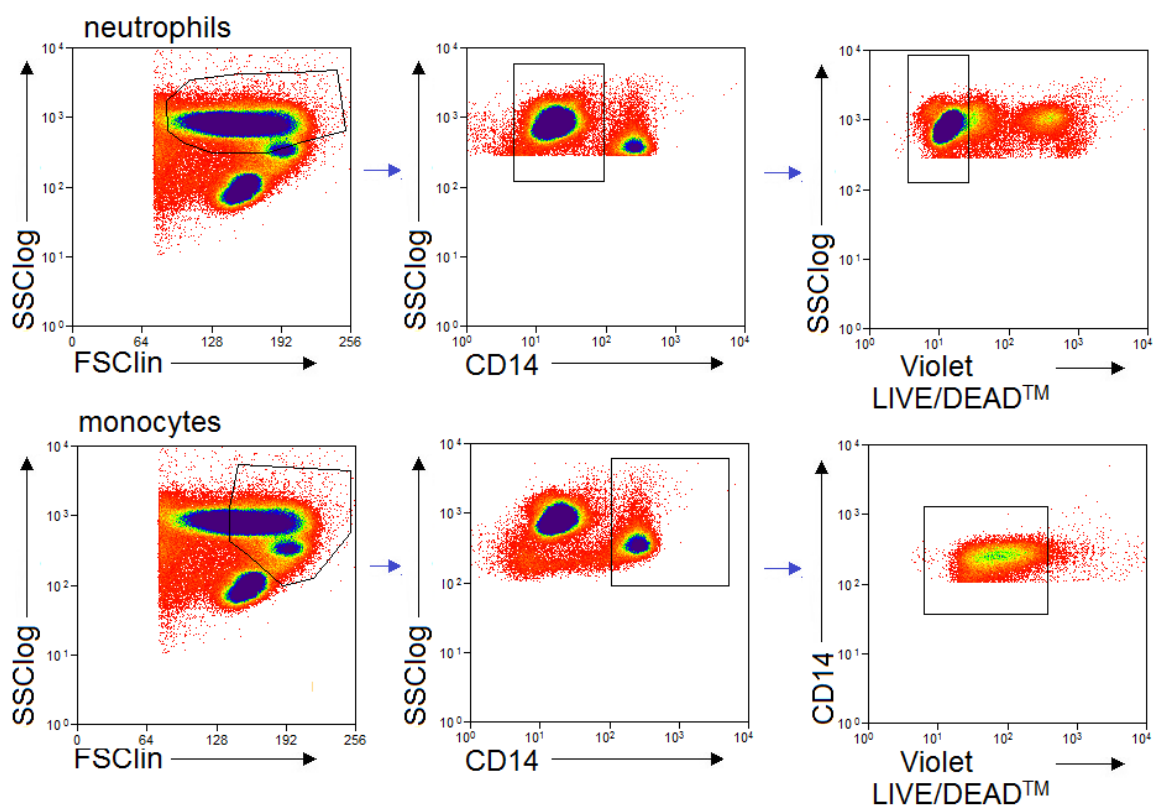 neutrophils
10⁴
10³
10²
10¹
10⁰
SSClog
0 64 128 192 256
FSClin
10⁴
10³
10²
10¹
10⁰
SSClog
10⁰ 10¹ 10² 10³ 10⁴
CD14
10⁴
10³
10²
10¹
10⁰
SSClog
10⁰ 10¹ 10² 10³ 10⁴
Violet
LIVE/DEAD™
monocytes
10⁴
10³
10²
10¹
10⁰
SSClog
0 64 128 192 256
FSClin
10⁴
10³
10²
10¹
10⁰
SSClog
10⁰ 10¹ 10² 10³ 10⁴
CD14
10⁴
10³
10²
10¹
10⁰
CD14
10⁰ 10¹ 10² 10³ 10⁴
Violet
LIVE/DEAD™